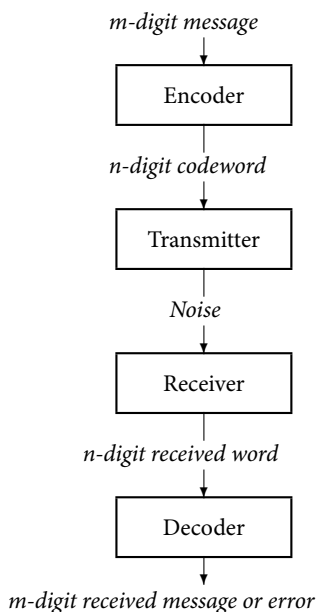 m-digit message
Encoder
n-digit codeword
Transmitter
Noise
Receiver
n-digit received word
Decoder
m-digit received message or error